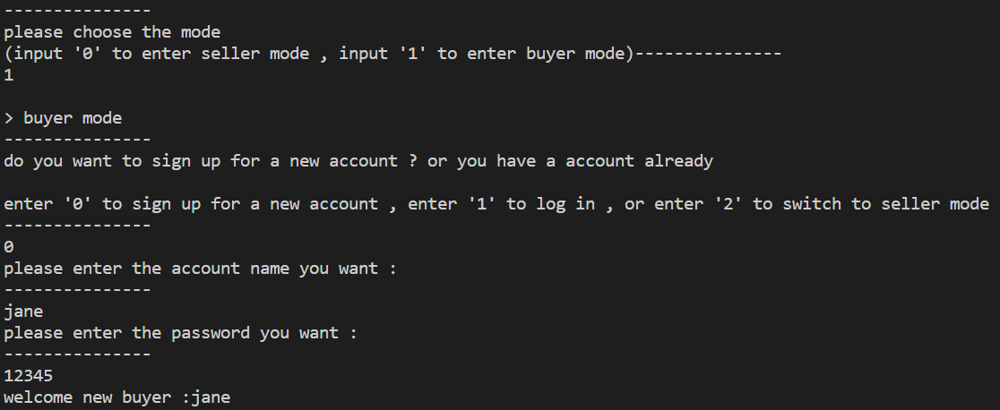 ---------------
please choose the mode
(input '0' to enter seller mode , input '1' to enter buyer mode)---------------
1
> buyer mode
---------------
do you want to sign up for a new account ? or you have a account already
enter '0' to sign up for a new account , enter '1' to log in , or enter '2' to switch to seller mode
---------------
0
please enter the account name you want :
---------------
jane
please enter the password you want :
---------------
12345
welcome new buyer :jane